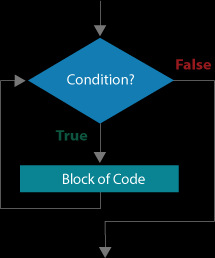 Condition?
False
True
Block of Code